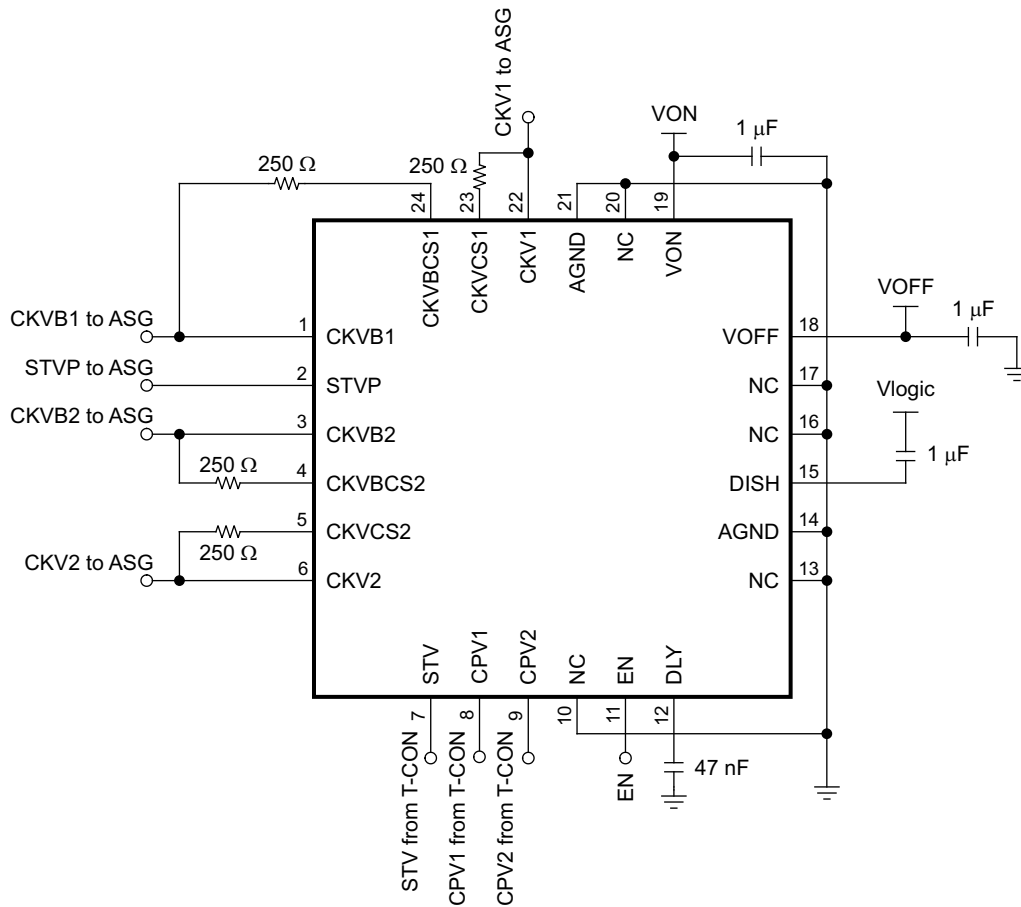 CKV1 to ASG
VON
1 μF
250 Ω
250 Ω
24
23
22
21
20
19
CKVBCS1
CKVCS1
CKV1
AGND
NC
VON
CKVB1 to ASG
1
CKVB1
VOFF
18
VOFF
1 μF
STVP to ASG
2
STVP
NC
17
Vlogic
CKVB2 to ASG
3
CKVB2
NC
16
250 Ω
4
CKVBCS2
DISH
15
1 μF
5
CKVCS2
AGND
14
250 Ω
CKV2 to ASG
6
CKV2
NC
13
STV
CPV1
CPV2
NC
EN
DLY
7
8
9
10
11
12
STV from T-CON
CPV1 from T-CON
CPV2 from T-CON
EN
47 nF